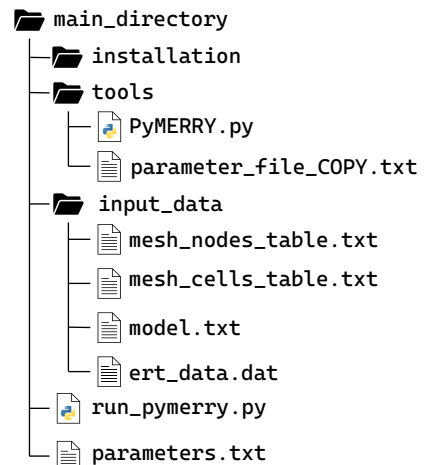 main_directory
installation
tools
PyMERRY.py
parameter_file_COPY.txt
input_data
mesh_nodes_table.txt
mesh_cells_table.txt
model.txt
ert_data.dat
run_pymerry.py
parameters.txt